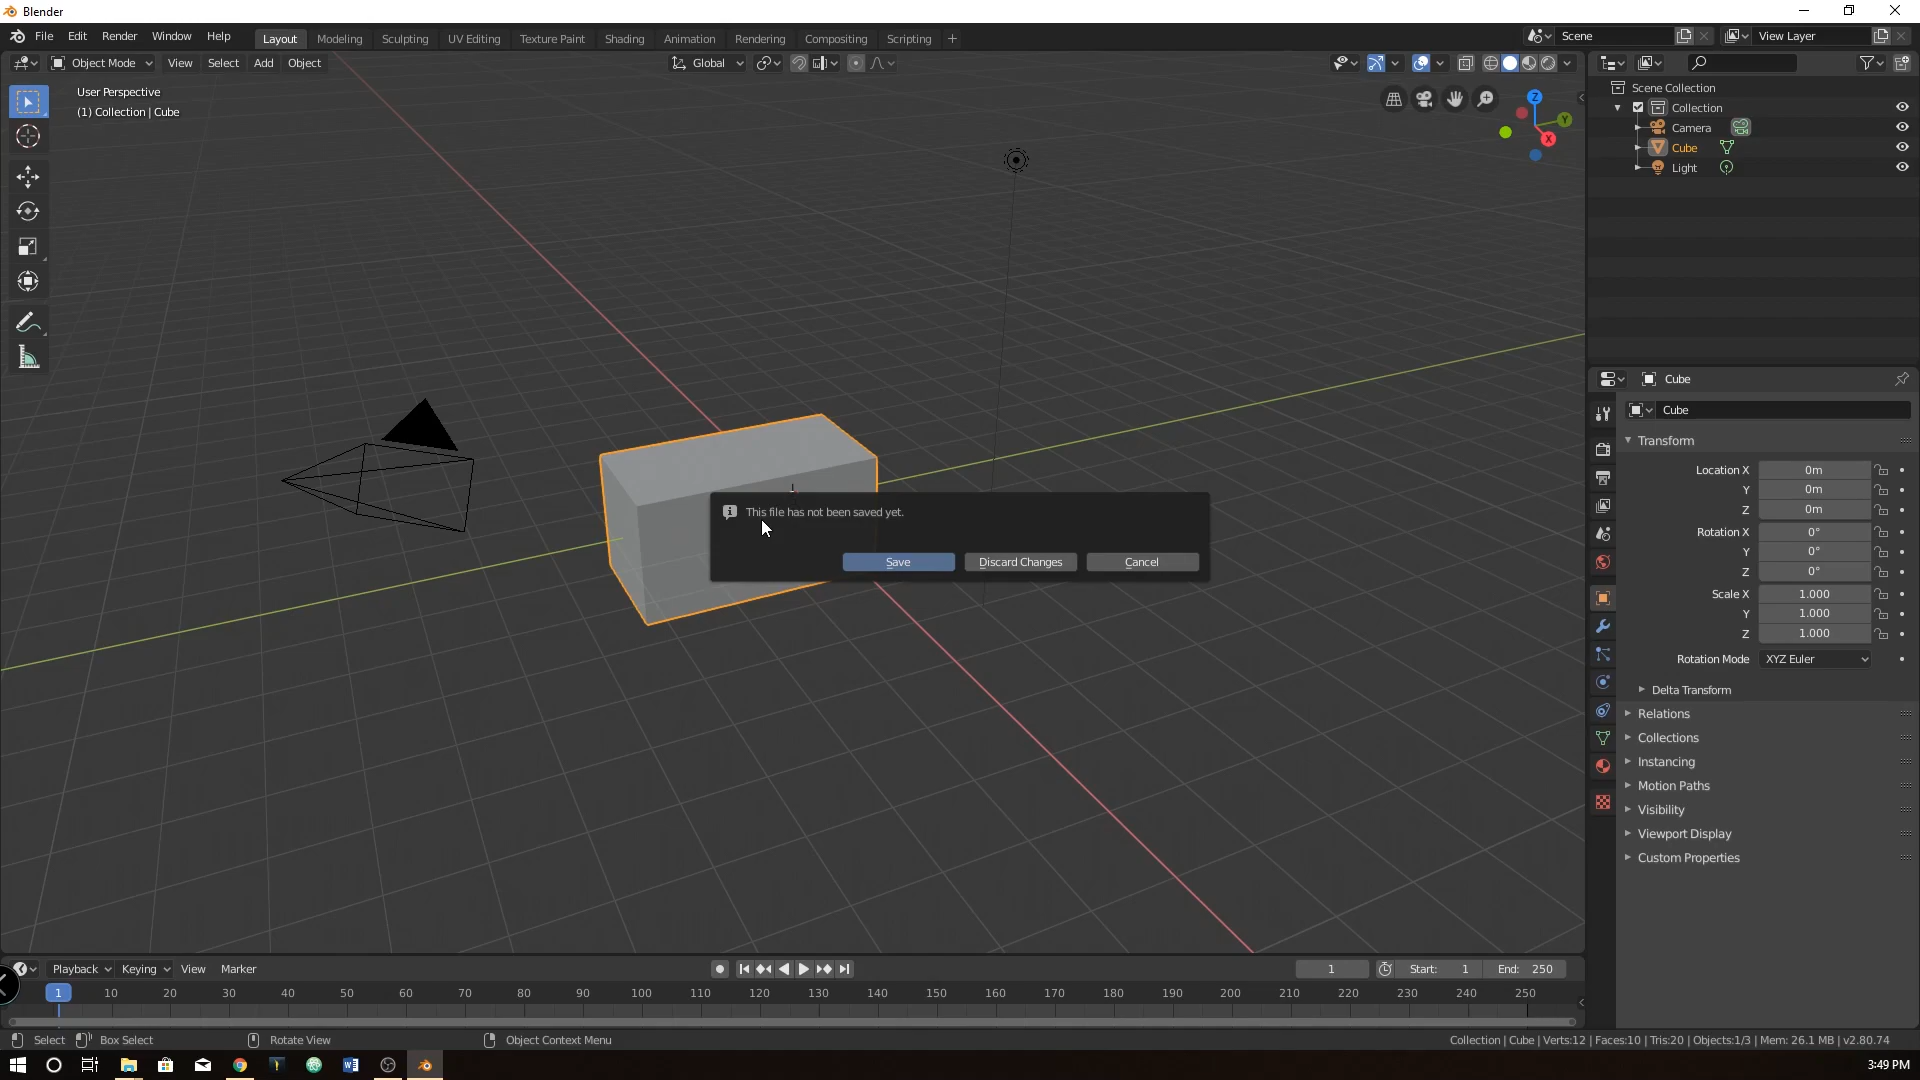 Blender
File Edit Render Window Help Layout Modeling Sculpting UV Editing Texture Paint Shading Animation Rendering Compositing Scripting + Scene View Layer
Object Mode View Select Add Object Global
User Perspective
(1) Collection | Cube
Z
Y
X
Scene Collection
Collection
Camera
Cube
Light
Cube
Cube
Transform
Location X 0m
Y 0m
Z 0m
Rotation X 0°
Y 0°
Z 0°
Scale X 1.000
Y 1.000
Z 1.000
Rotation Mode XYZ Euler
Delta Transform
Relations
Collections
Instancing
Motion Paths
Visibility
Viewport Display
Custom Properties
This file has not been saved yet.
Save Discard Changes Cancel
Playback Keying View Marker 1 Start: 1 End: 250
1 10 20 30 40 50 60 70 80 90 100 110 120 130 140 150 160 170 180 190 200 210 220 230 240 250
Select Box Select Rotate View Object Context Menu Collection | Cube | Verts:12 | Faces:10 | Tris:20 | Objects:1/3 | Mem: 26.1 MB | v2.80.74
3:49 PM